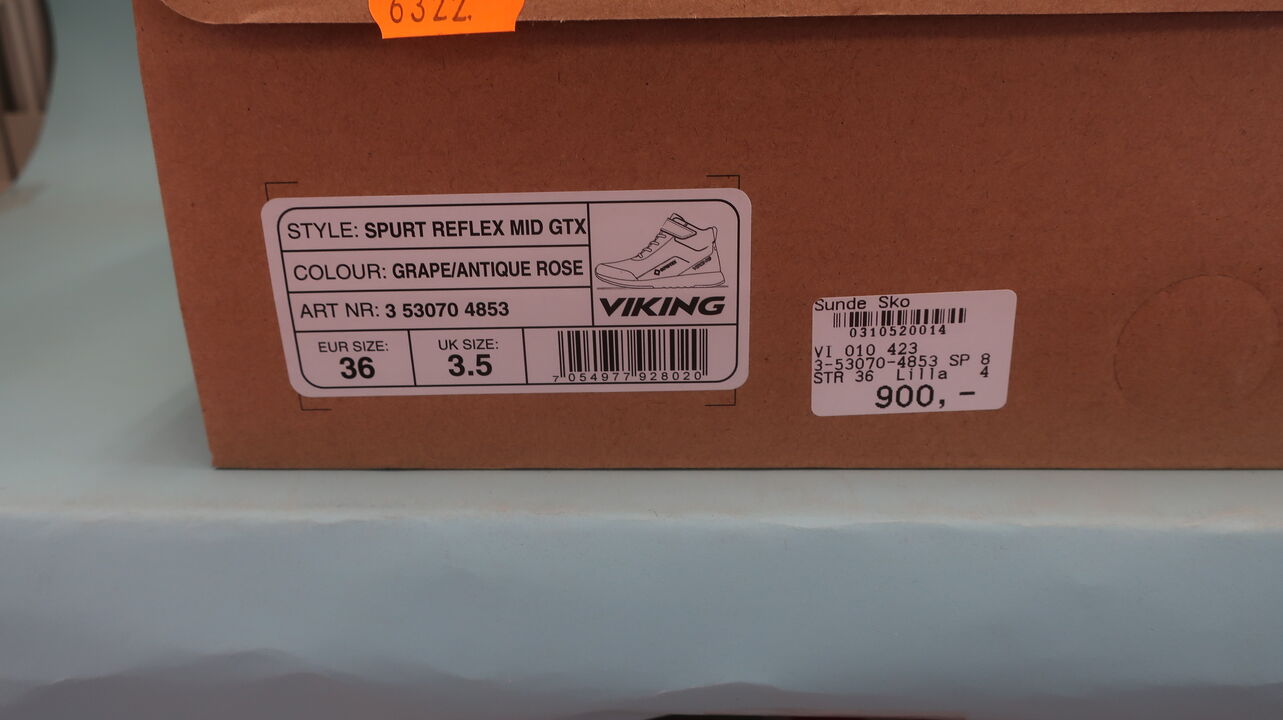 6322.
STYLE: SPURT REFLEX MID GTX
COLOUR: GRAPE/ANTIQUE ROSE
ART NR: 3 53070 4853
VIKING
EUR SIZE:
36
UK SIZE:
3.5
7 054977 928020
Sunde Sko
0310520014
VI 010 423
3-53070-4853 SP 8
STR 36 Lilla 4
900,-